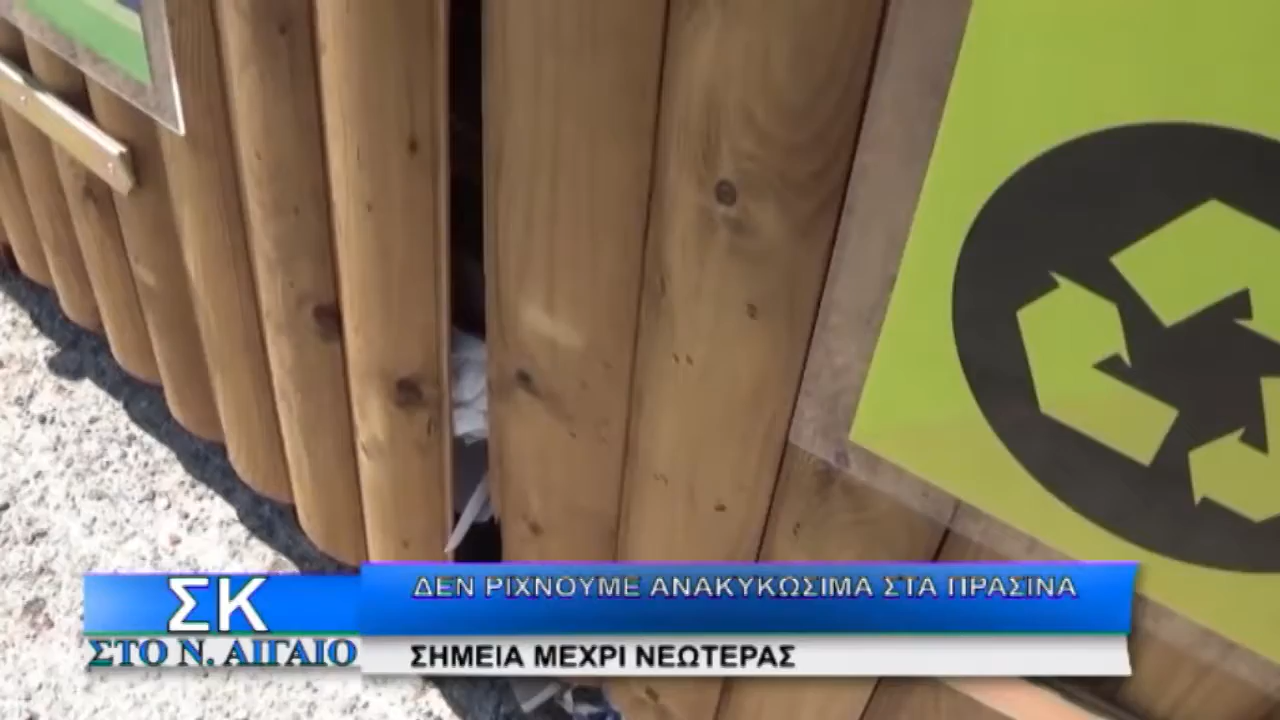 ΣΚ
ΣΤΟ Ν. ΑΙΓΑΙΟ
ΔΕΝ ΡΙΧΝΟΥΜΕ ΑΝΑΚΥΚΩΣΙΜΑ ΣΤΑ ΠΡΑΣΙΝΑ
ΣΗΜΕΙΑ ΜΕΧΡΙ ΝΕΩΤΕΡΑΣ